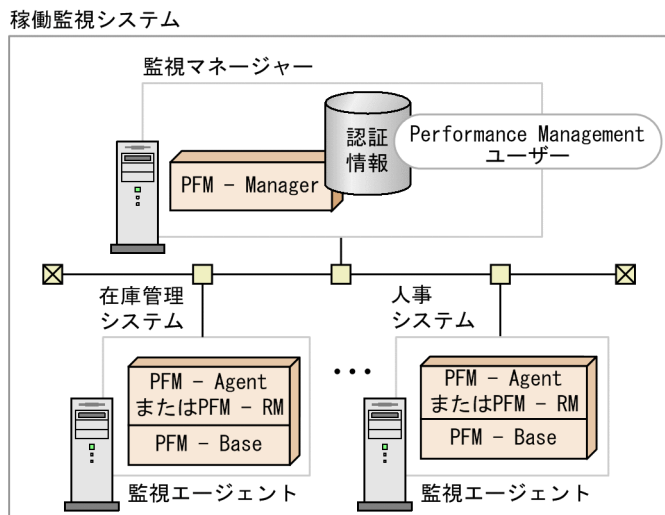 稼働監視システム
監視マネージャー
認証
情報
Performance Management
ユーザー
PFM - Manager
在庫管理
システム
人事
システム
PFM - Agent
またはPFM - RM
PFM - Base
監視エージェント
...
PFM - Agent
またはPFM - RM
PFM - Base
監視エージェント